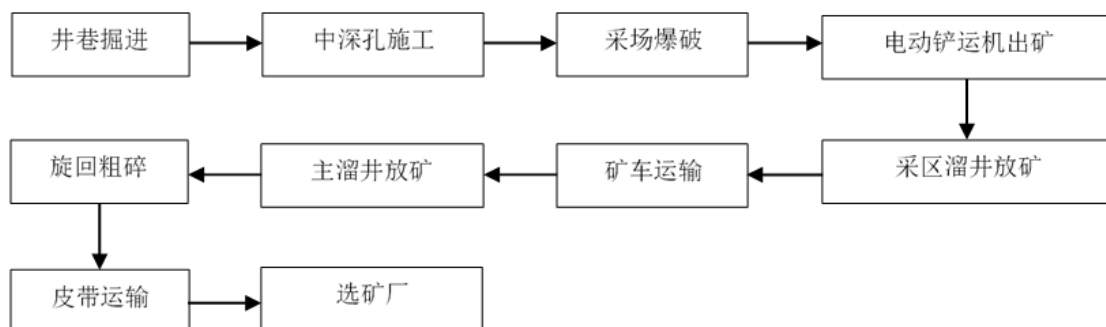 井巷掘进
中深孔施工
采场爆破
电动铲运机出矿
采区溜井放矿
矿车运输
主溜井放矿
旋回粗碎
皮带运输
选矿厂